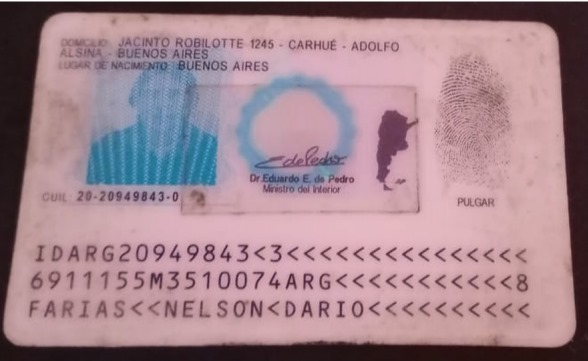 DOMICILIO: JACINTO ROBILOTTE 1245 - CARHUÉ - ADOLFO
ALSINA - BUENOS AIRES
LUGAR DE NACIMIENTO: BUENOS AIRES
Dr. Eduardo E. de Pedro
Ministro del Interior
CUIL: 20-20949843-0
PULGAR
IDARG20949843<3<<<<<<<<<<<<<<<
6911155M3510074ARG<<<<<<<<<<<8
FARIAS<<NELSON<DARIO<<<<<<<<<<